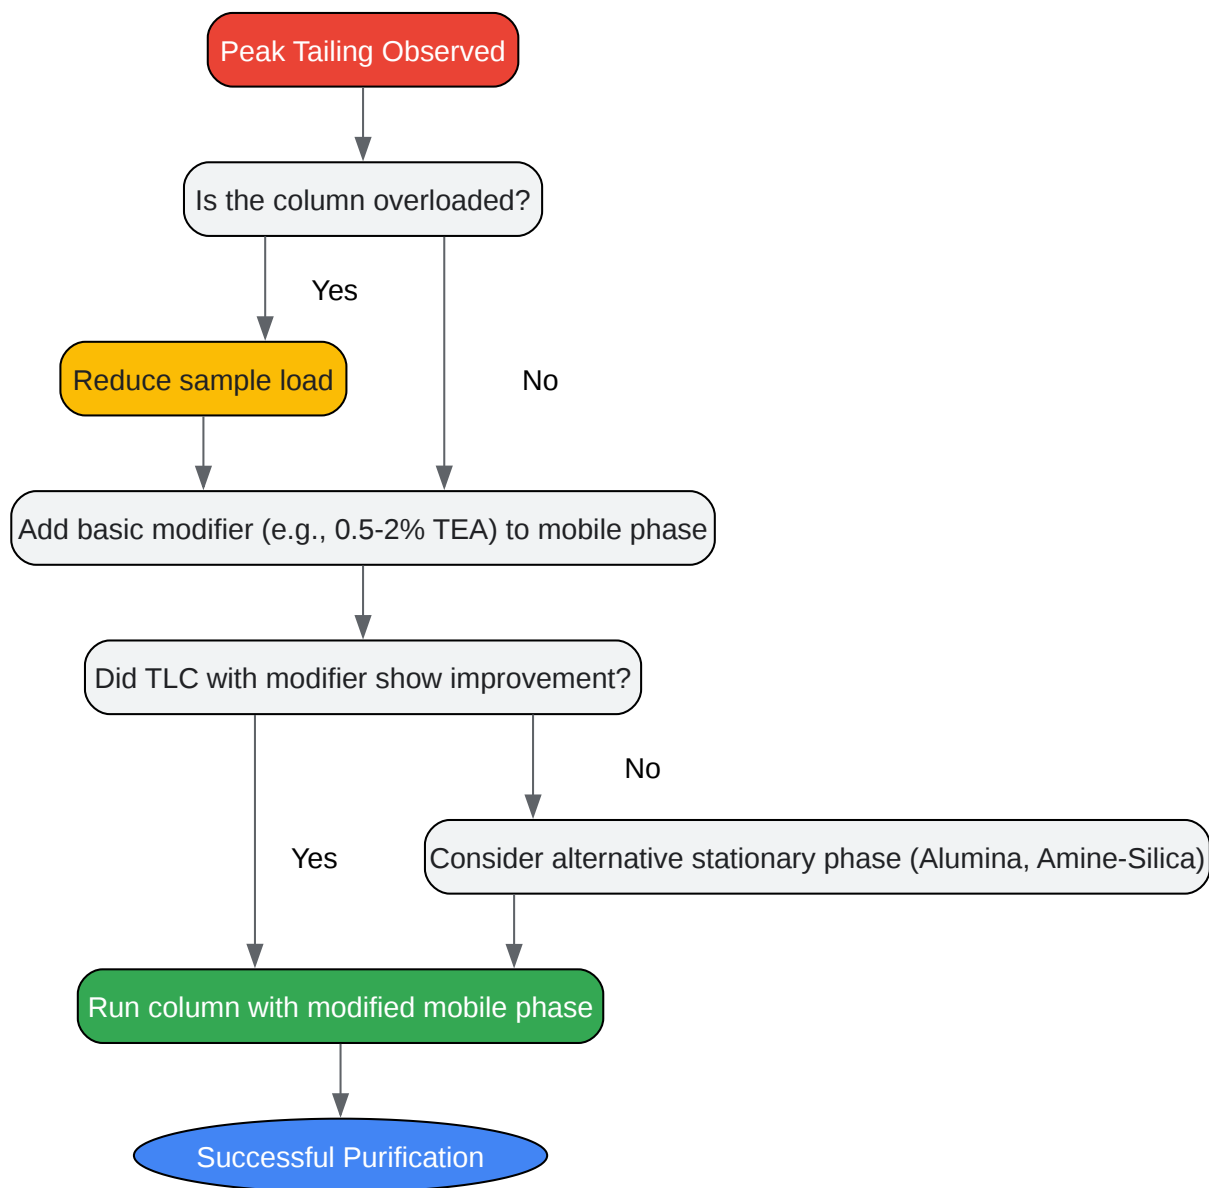 Peak Tailing Observed
Is the column overloaded?
Yes
Reduce sample load
No
Add basic modifier (e.g., 0.5-2% TEA) to mobile phase
Did TLC with modifier show improvement?
No
Yes
Consider alternative stationary phase (Alumina, Amine-Silica)
Run column with modified mobile phase
Successful Purification